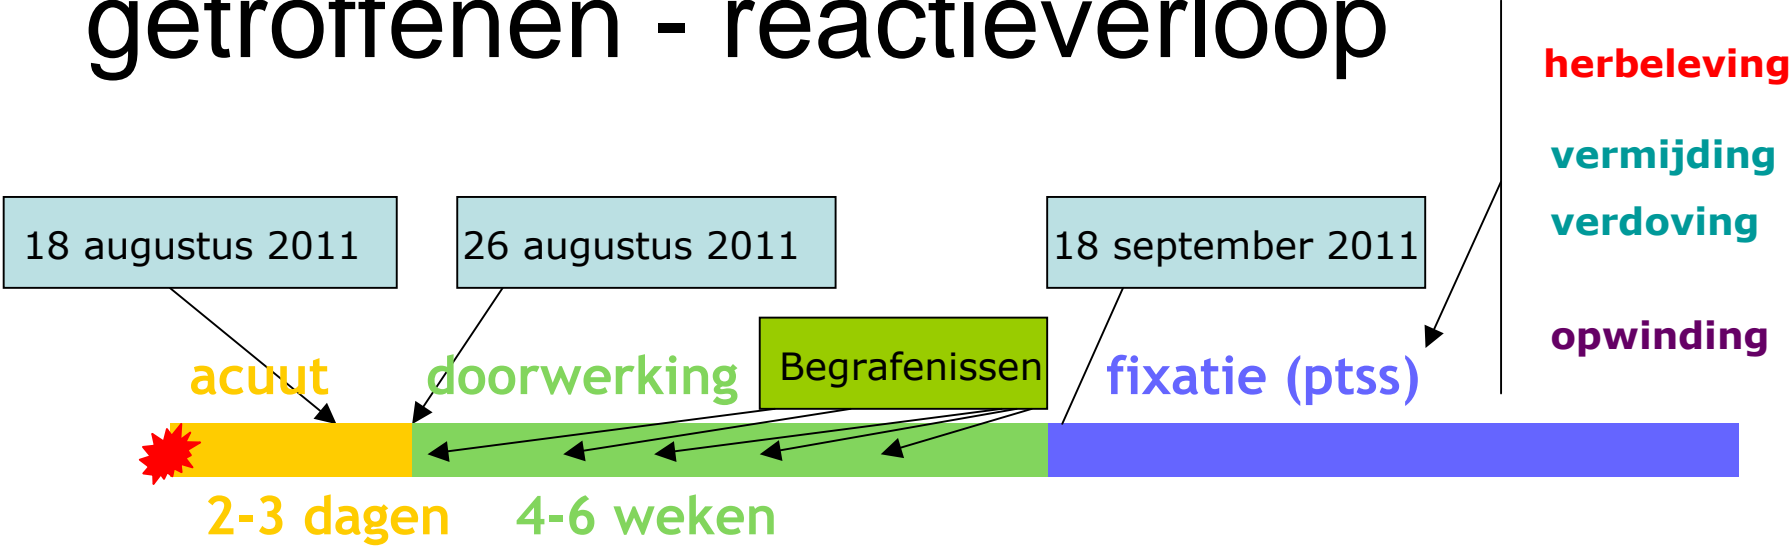 getroffenen - reactieverloop
herbeleving
vermijding
verdoving
opwinding
18 augustus 2011
26 augustus 2011
18 september 2011
Begrafenissen
acuut
doorwerking
fixatie (ptss)
2-3 dagen
4-6 weken